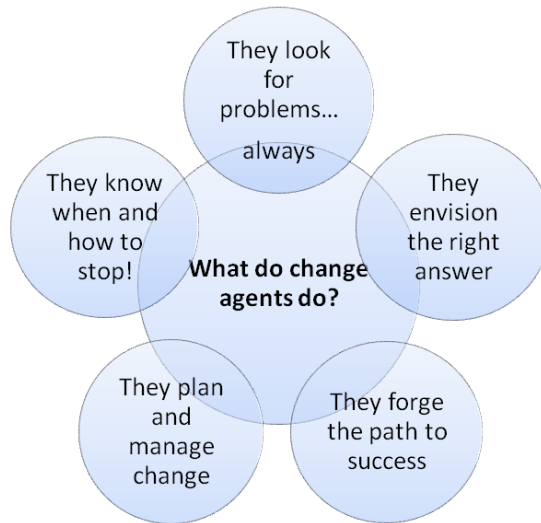 They look
for
problems...
always
They
envision
the right
answer
They forge
the path to
success
They plan
and
manage
change
They know
when and
how to
stop!
What do change
agents do?